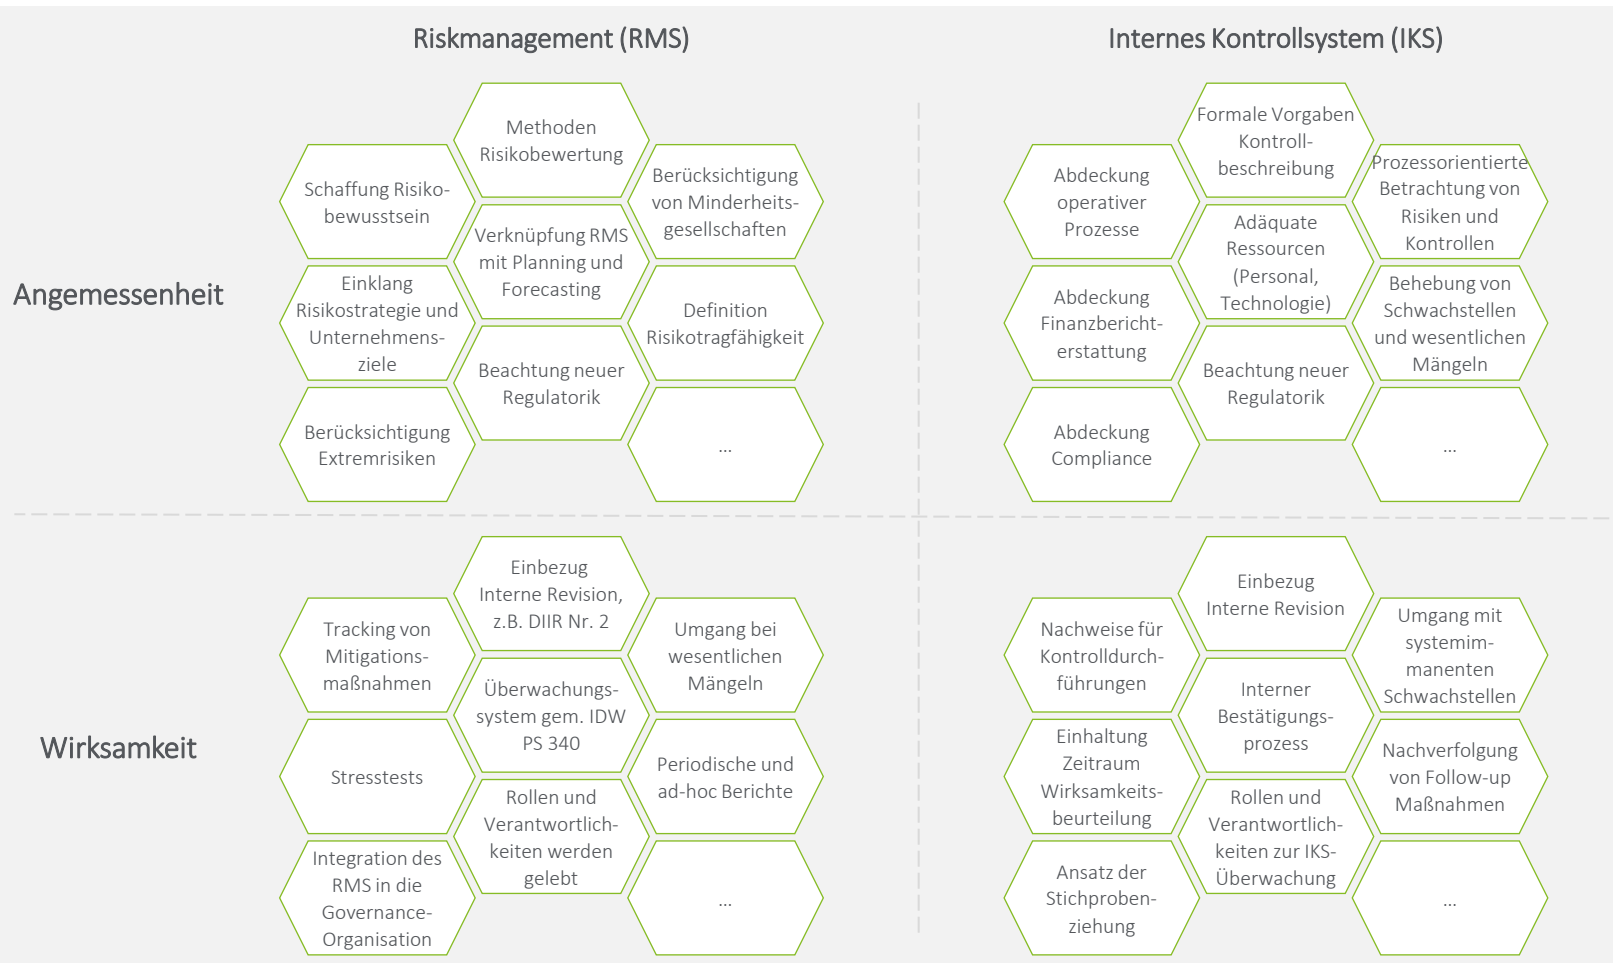 Riskmanagement (RMS)
Internes Kontrollsystem (IKS)
Angemessenheit
Schaffung Risiko-
bewusstsein
Einklang
Risikostrategie und
Unternehmens-
ziele
Berücksichtigung
Extremrisiken
Methoden
Risikobewertung
Verknüpfung RMS
mit Planning und
Forecasting
Beachtung neuer
Regulatorik
Berücksichtigung
von Minderheits-
gesellschaften
Definition
Risikotragfähigkeit
...
Abdeckung
operativer
Prozesse
Abdeckung
Finanzbericht-
erstattung
Abdeckung
Compliance
Formale Vorgaben
Kontroll-
beschreibung
Adäquate
Ressourcen
(Personal,
Technologie)
Beachtung neuer
Regulatorik
Prozessorientierte
Betrachtung von
Risiken und
Kontrollen
Behebung von
Schwachstellen
und wesentlichen
Mängeln
...
Wirksamkeit
Tracking von
Mitigations-
maßnahmen
Stresstests
Integration des
RMS in die
Governance-
Organisation
Einbezug
Interne Revision,
z.B. DIIR Nr. 2
Überwachungs-
system gem. IDW
PS 340
Rollen und
Verantwortlich-
keiten werden
gelebt
Umgang bei
wesentlichen
Mängeln
Periodische und
ad-hoc Berichte
...
Nachweise für
Kontrolldurch-
führungen
Einhaltung
Zeitraum
Wirksamkeits-
beurteilung
Ansatz der
Stichproben-
ziehung
Einbezug
Interne Revision
Interner
Bestätigungs-
prozess
Rollen und
Verantwortlich-
keiten zur IKS-
Überwachung
Umgang mit
systemim-
manenten
Schwachstellen
Nachverfolgung
von Follow-up
Maßnahmen
...